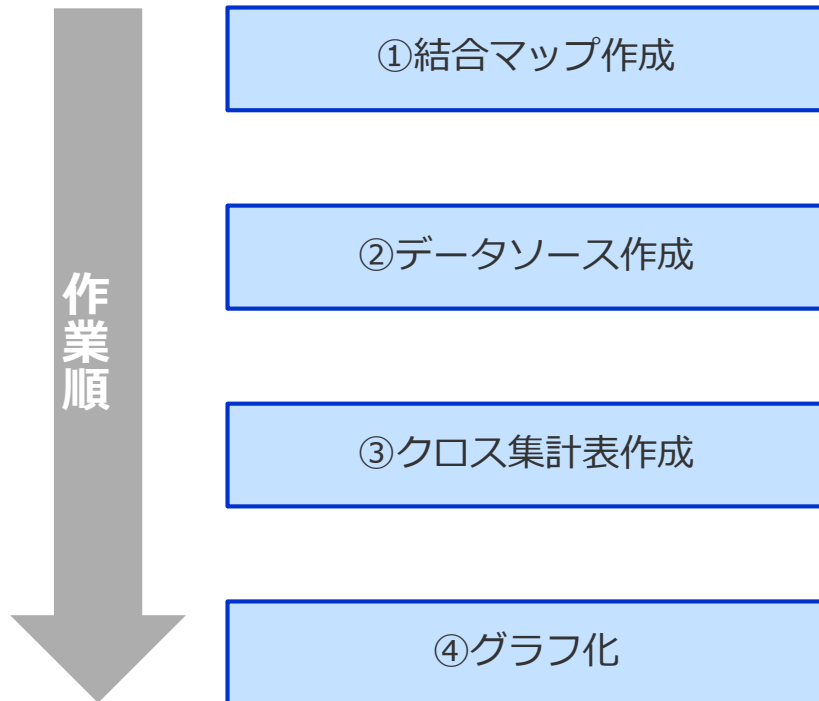 作業順
①結合マップ作成
②データソース作成
③クロス集計表作成
④グラフ化